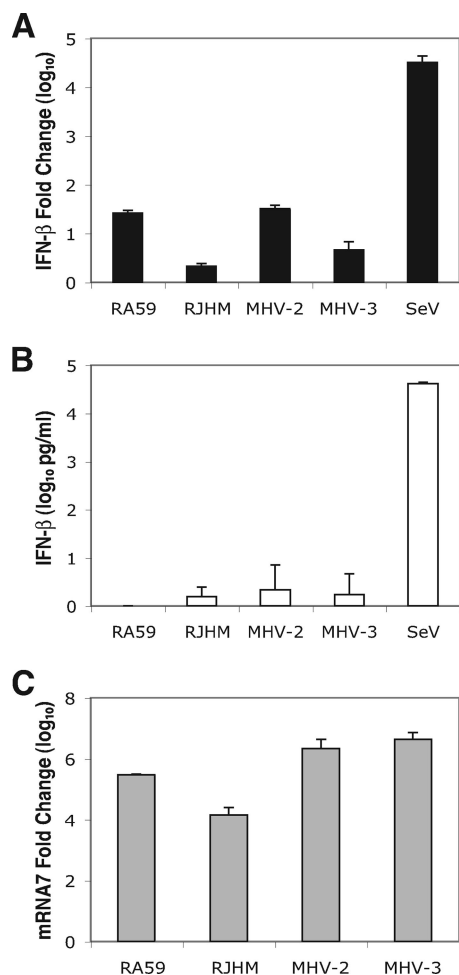 A
IFN-β Fold Change (log₁₀)
5
4
3
2
1
0
RA59 RJHM MHV-2 MHV-3 SeV
B
IFN-β (log₁₀ pg/ml)
5
4
3
2
1
0
RA59 RJHM MHV-2 MHV-3 SeV
C
mRNA7 Fold Change (log₁₀)
8
6
4
2
0
RA59 RJHM MHV-2 MHV-3